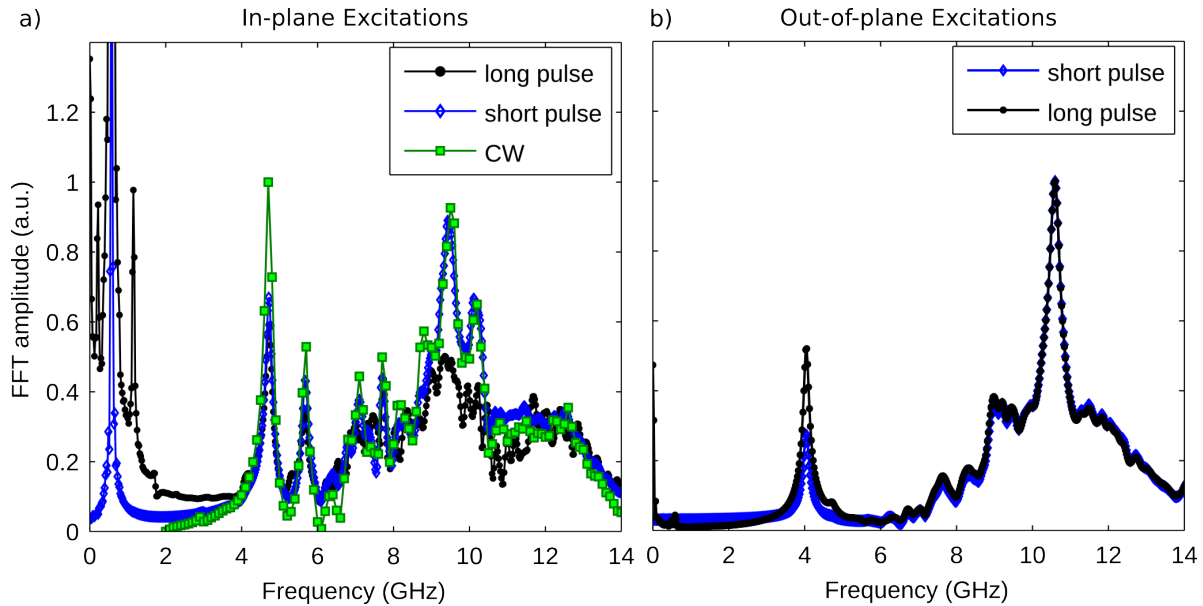 a)
In-plane Excitations
long pulse
short pulse
CW
FFT amplitude (a.u.)
1.2
1
0.8
0.6
0.4
0.2
0
0 2 4 6 8 10 12 14
Frequency (GHz)
b)
Out-of-plane Excitations
short pulse
long pulse
0 2 4 6 8 10 12 14
Frequency (GHz)